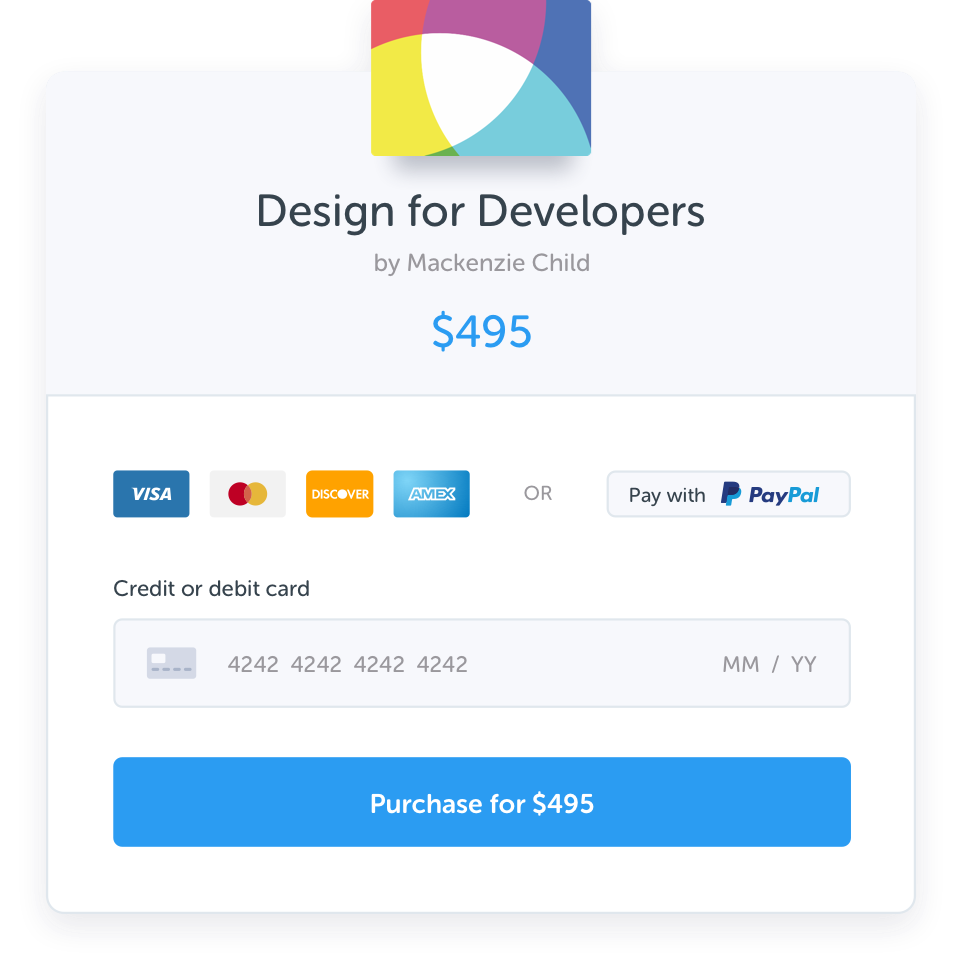 Design for Developers
by Mackenzie Child
$495
VISA DISCOVER AMEX OR Pay with PayPal
Credit or debit card
4242 4242 4242 4242 MM / YY
Purchase for $495